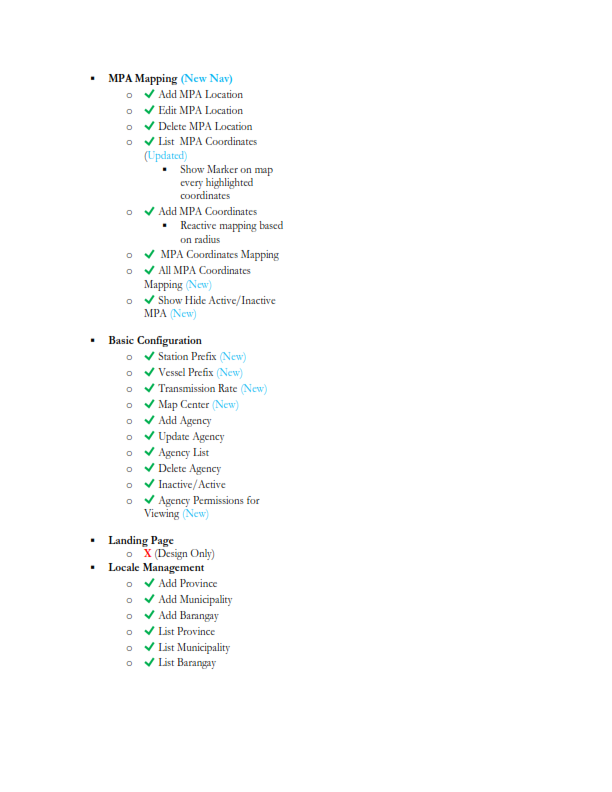 ▪ MPA Mapping (New Nav)
o ✓ Add MPA Location
o ✓ Edit MPA Location
o ✓ Delete MPA Location
o ✓ List  MPA Coordinates
(Updated)
▪ Show Marker on map
every highlighted
coordinates
o ✓ Add MPA Coordinates
▪ Reactive mapping based
on radius
o ✓ MPA Coordinates Mapping
o ✓ All MPA Coordinates
Mapping (New)
o ✓ Show Hide Active/Inactive
MPA (New)
▪ Basic Configuration
o ✓ Station Prefix (New)
o ✓ Vessel Prefix (New)
o ✓ Transmission Rate (New)
o ✓ Map Center (New)
o ✓ Add Agency
o ✓ Update Agency
o ✓ Agency List
o ✓ Delete Agency
o ✓ Inactive/Active
o ✓ Agency Permissions for
Viewing (New)
▪ Landing Page
o X (Design Only)
▪ Locale Management
o ✓ Add Province
o ✓ Add Municipality
o ✓ Add Barangay
o ✓ List Province
o ✓ List Municipality
o ✓ List Barangay